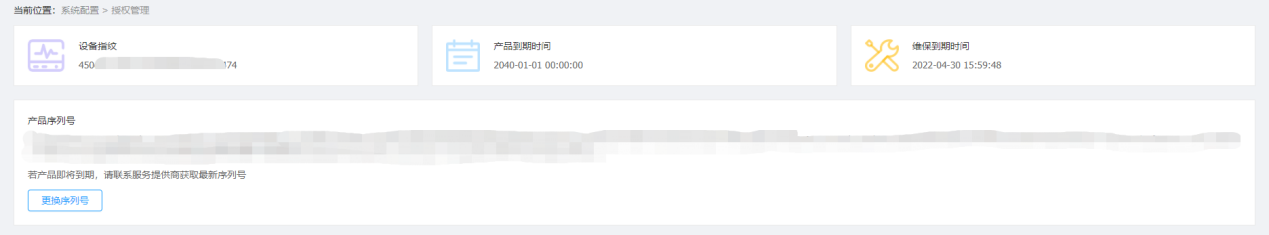 当前位置：系统配置 > 授权管理
设备指纹
产品到期时间
2040-01-01 00:00:00
维保到期时间
2022-04-30 15:59:48
产品序列号
若产品即将到期，请联系服务提供商获取最新序列号
更换序列号